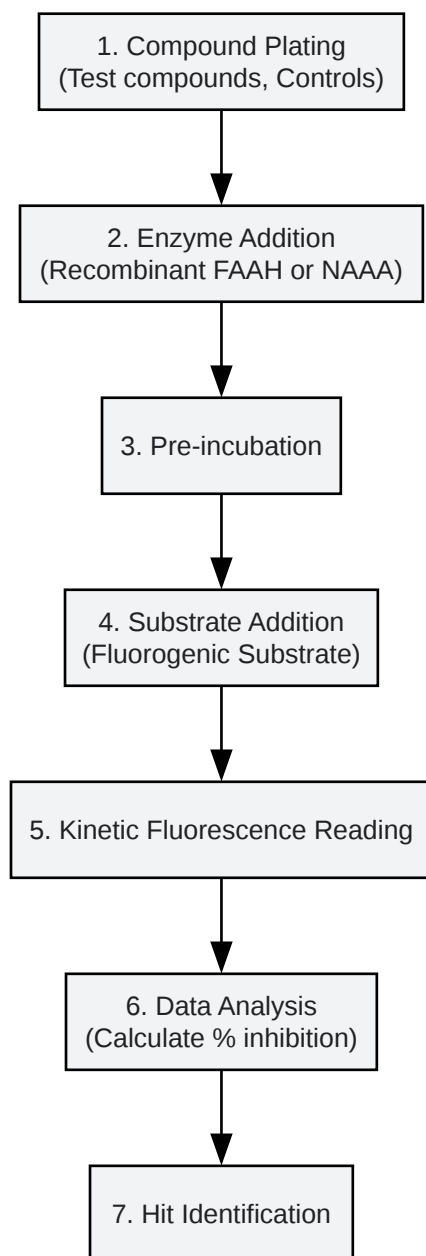 1. Compound Plating
(Test compounds, Controls)
2. Enzyme Addition
(Recombinant FAAH or NAAA)
3. Pre-incubation
4. Substrate Addition
(Fluorogenic Substrate)
5. Kinetic Fluorescence Reading
6. Data Analysis
(Calculate % inhibition)
7. Hit Identification